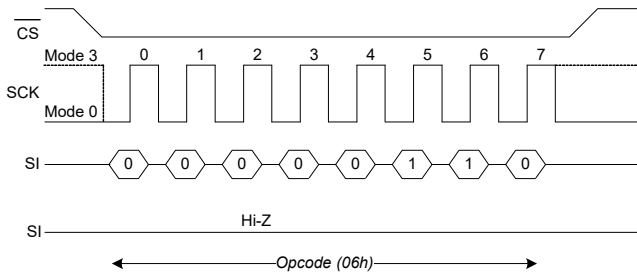 CS
Mode 3 0 1 2 3 4 5 6 7
SCK
Mode 0
SI 0 0 0 0 0 1 1 0
Hi-Z
SI
Opcode (06h)